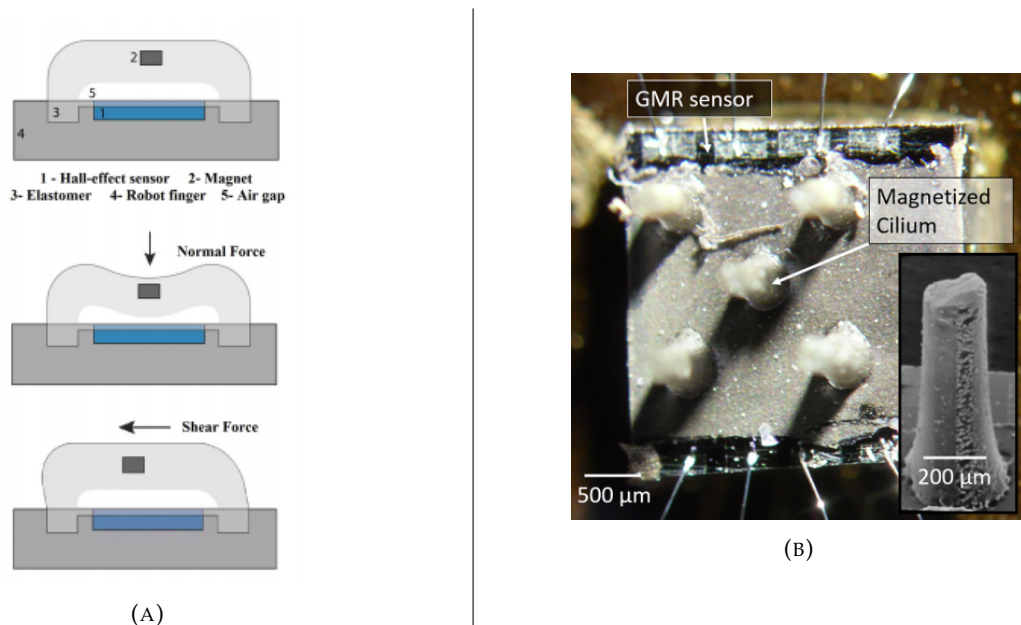 2
5
3
1
4
1 - Hall-effect sensor 2- Magnet
3- Elastomer 4- Robot finger 5- Air gap
Normal Force
Shear Force
(A)
GMR sensor
Magnetized
Cilium
500 µm
200 µm
(B)